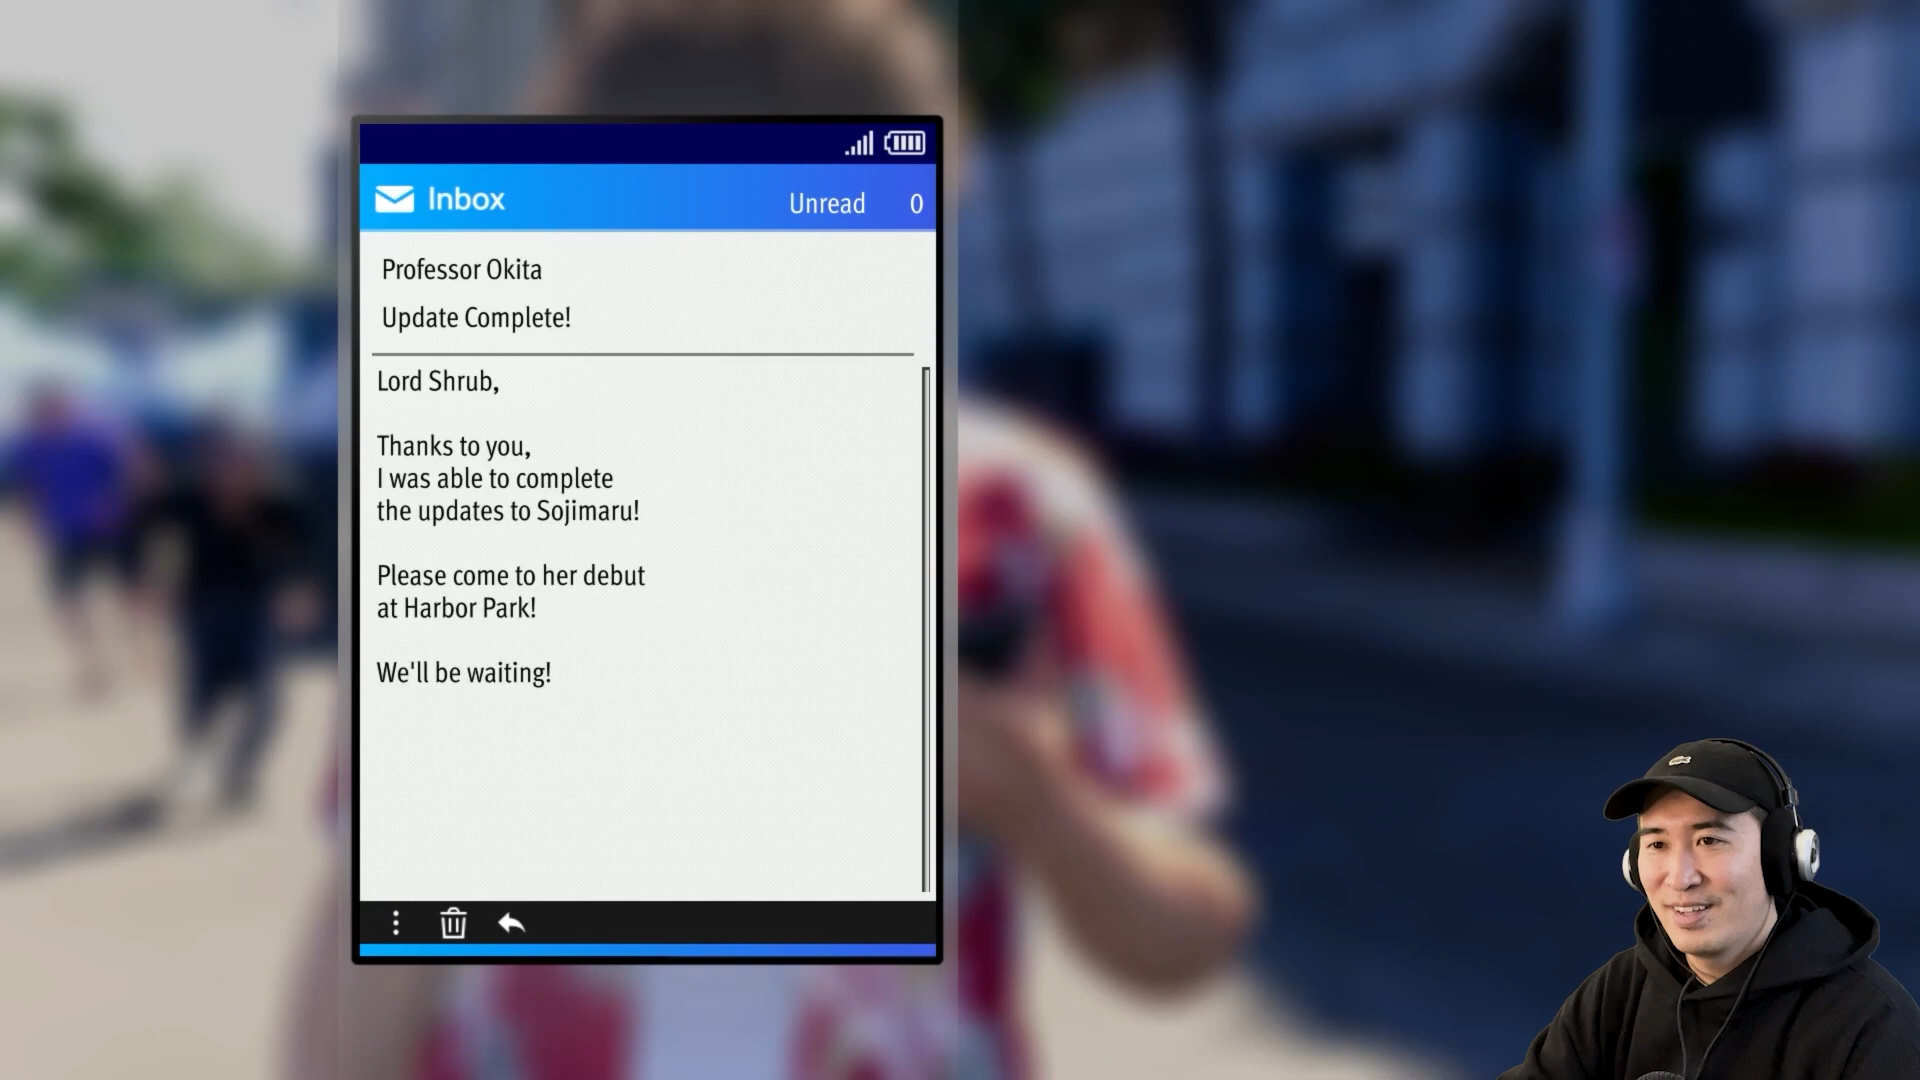 Inbox
Unread 0
Professor Okita
Update Complete!
Lord Shrub,
Thanks to you,
I was able to complete
the updates to Sojimaru!
Please come to her debut
at Harbor Park!
We'll be waiting!